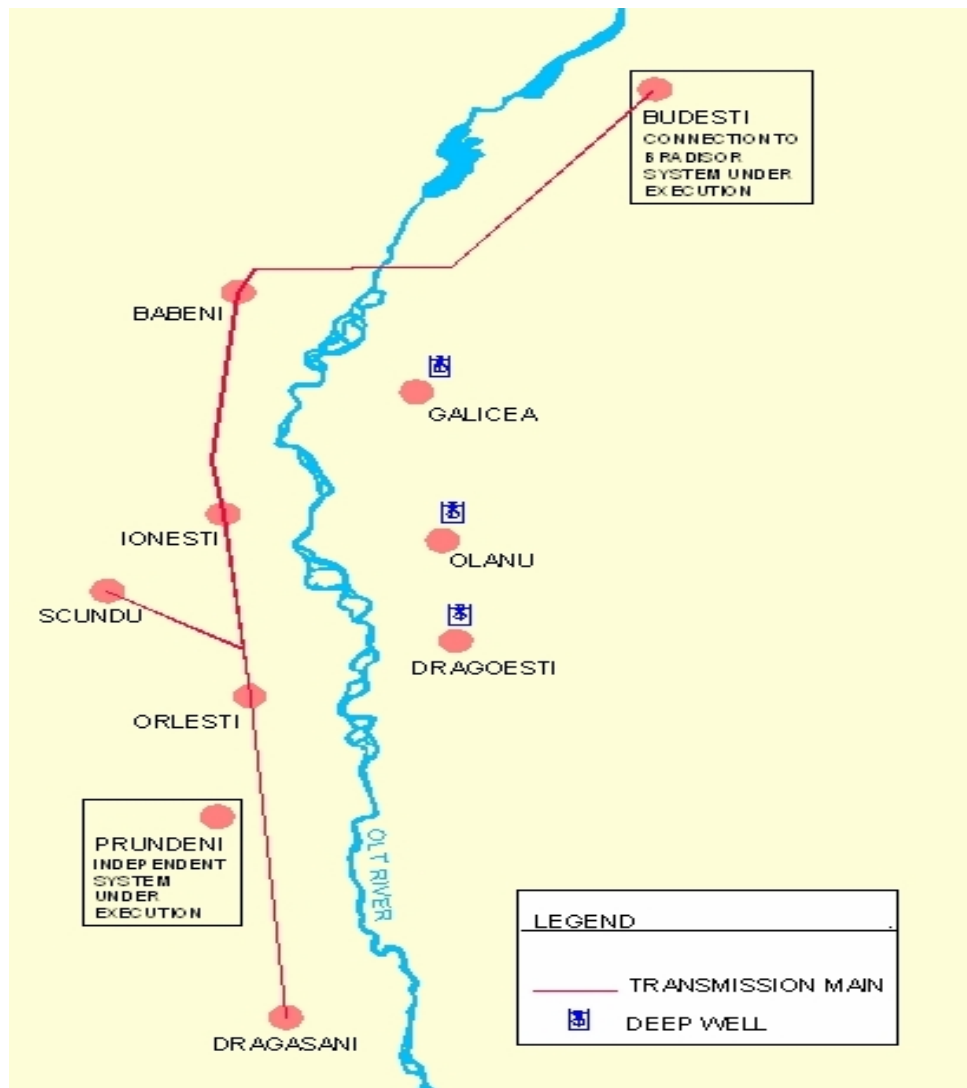 BUDESTI
CONNECTION TO
BRADISOR
SYSTEM UNDER
EXECUTION
BABENI
GALICEA
IONESTI
OLANU
SCUNDU
DRAGOESTI
ORLESTI
PRUNDENI
INDEPENDENT
SYSTEM
UNDER
EXECUTION
OLT RIVER
DRAGASANI
LEGEND .
TRANSMISSION MAIN
DEEP WELL